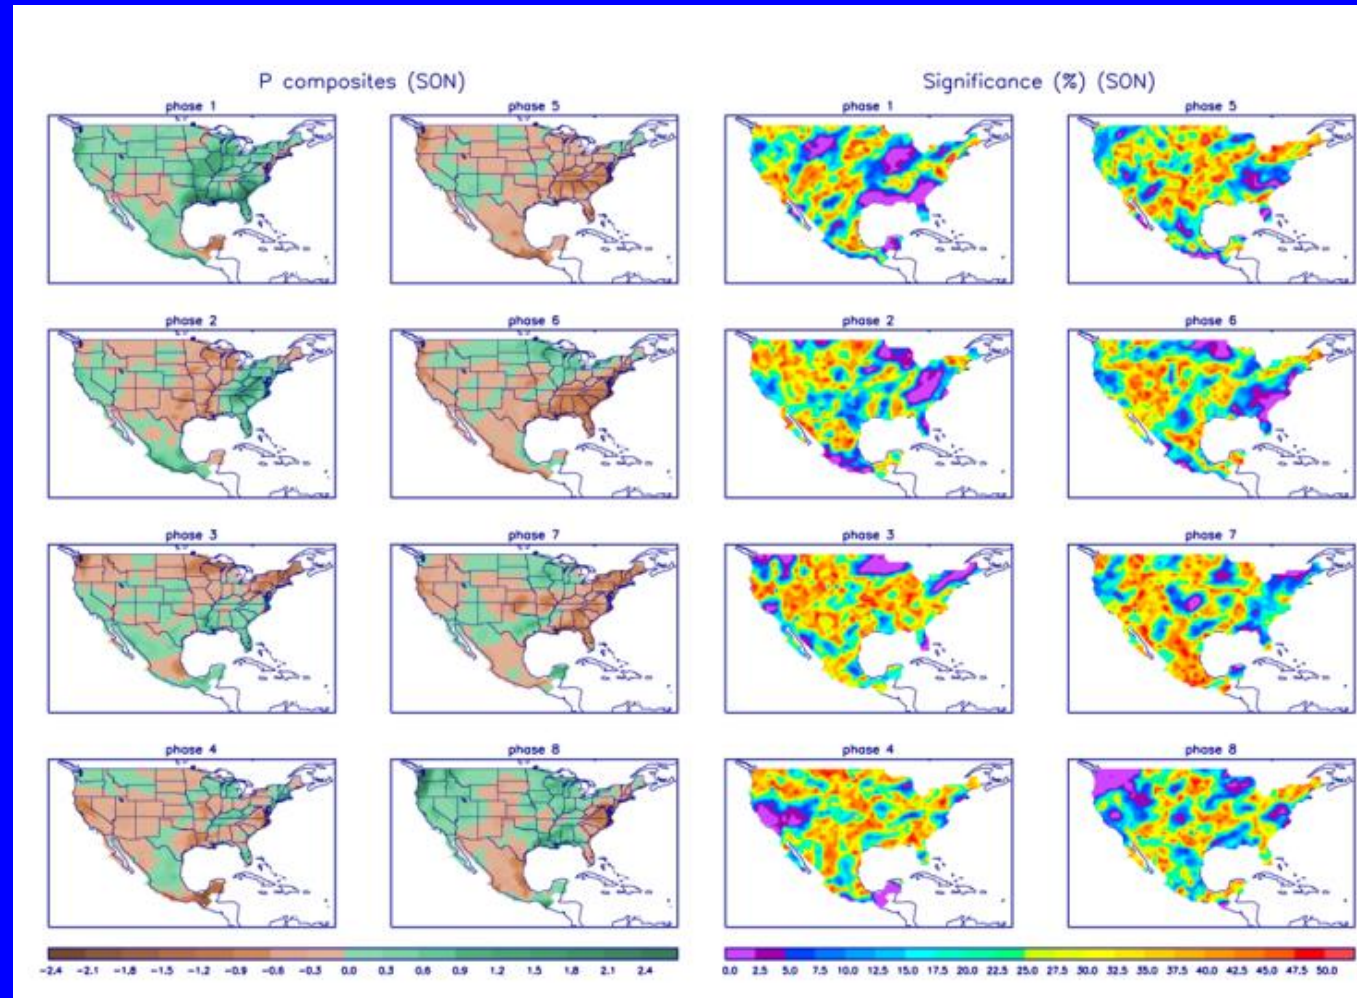 P composites (SON)
Significance (%) (SON)
phase 1
phase 5
phase 1
phase 5
phase 2
phase 6
phase 2
phase 6
phase 3
phase 7
phase 3
phase 7
phase 4
phase 8
phase 4
phase 8
-2.4 -2.1 -1.8 -1.5 -1.2 -0.9 -0.6 -0.3 0.0 0.3 0.6 0.9 1.2 1.5 1.8 2.1 2.4
0.0 2.5 5.0 7.5 10.0 12.5 15.0 17.5 20.0 22.5 25.0 27.5 30.0 32.5 35.0 37.5 40.0 42.5 45.0 47.5 50.0